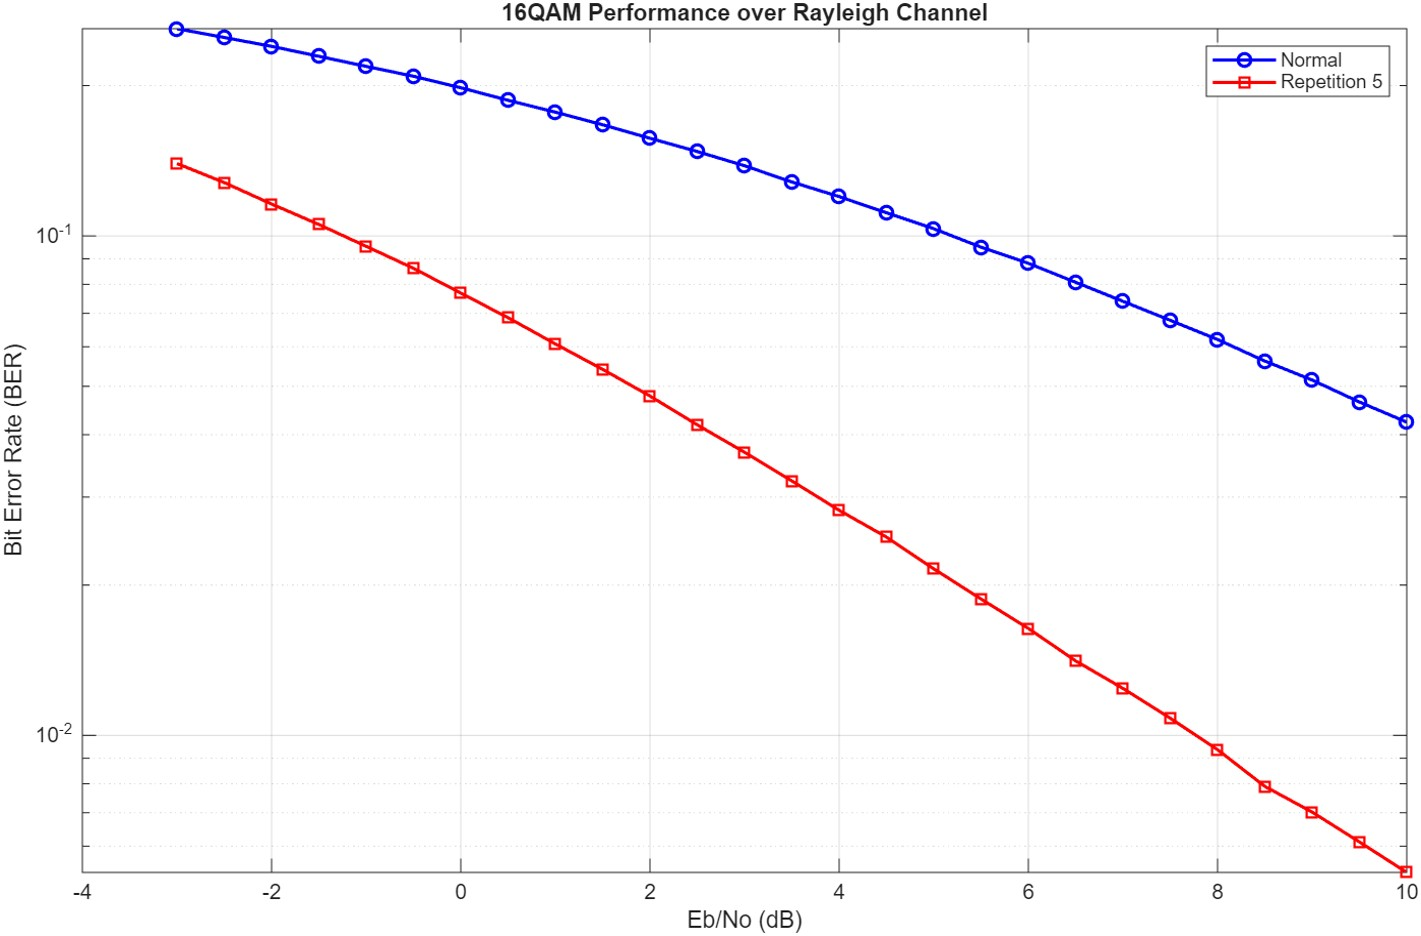 16QAM Performance over Rayleigh Channel
Normal
Repetition 5
Bit Error Rate (BER)
10^-1
10^-2
-4 -2 0 2 4 6 8 10
Eb/No (dB)